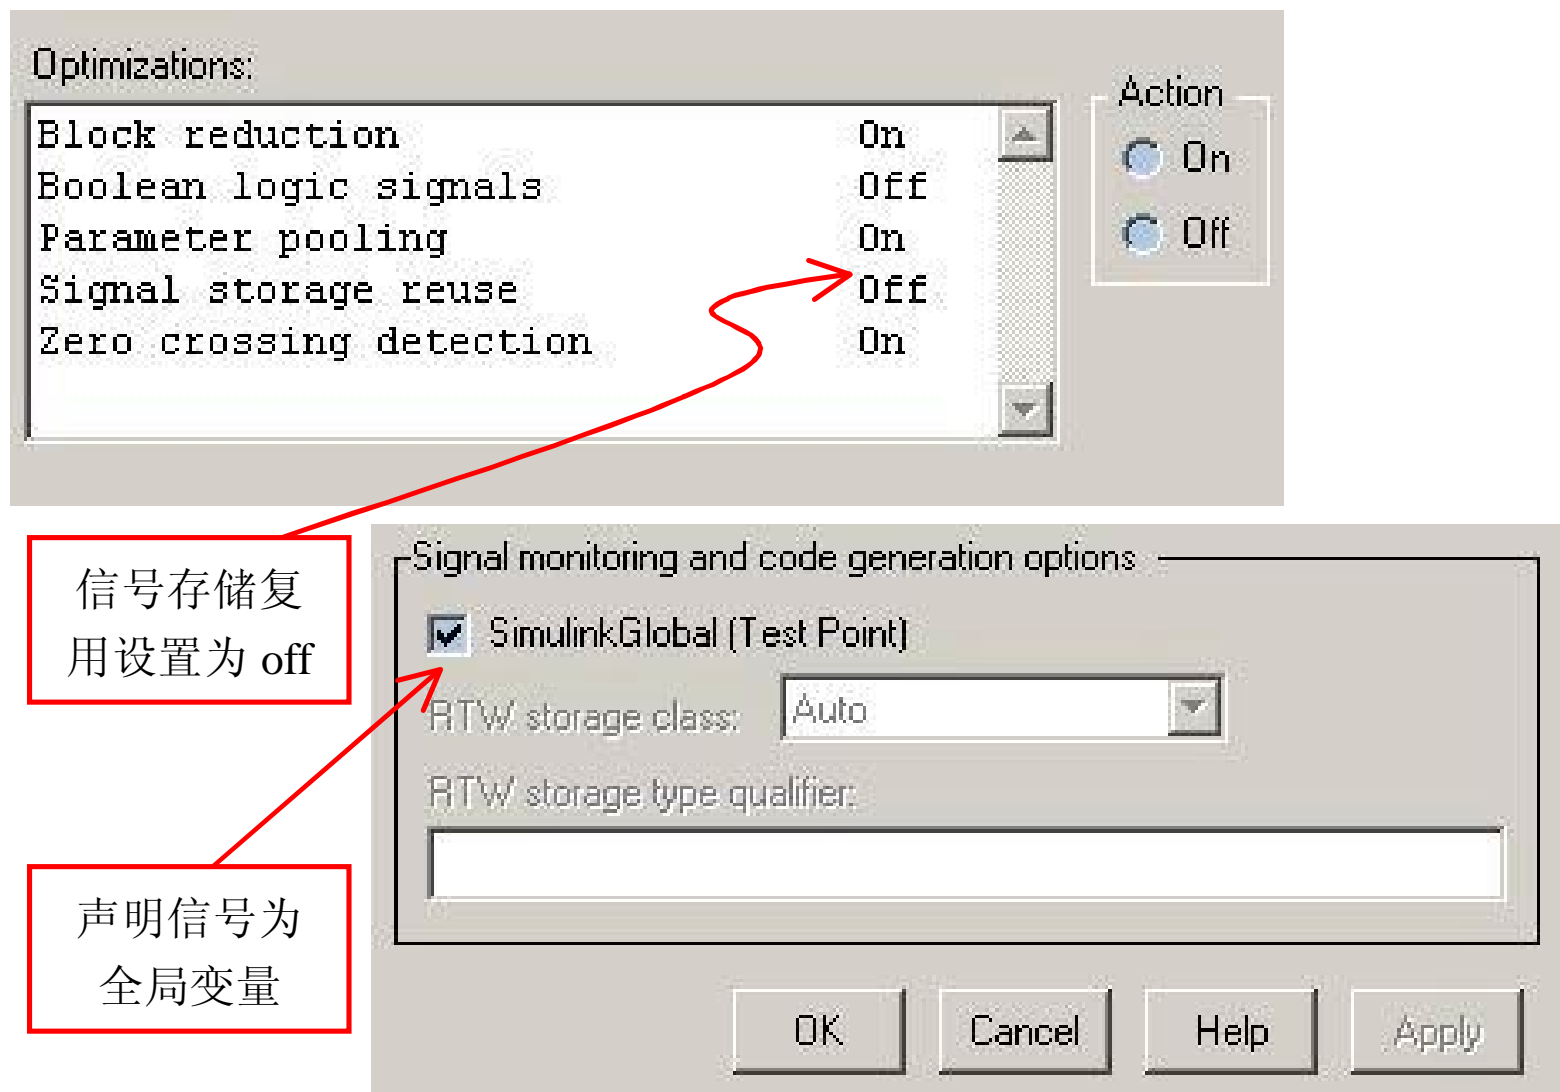 Optimizations:
Action
Block reduction On
On
Boolean logic signals Off
Parameter pooling On
Off
Signal storage reuse Off
Zero crossing detection On
信号存储复
用设置为 off
Signal monitoring and code generation options
SimulinkGlobal (Test Point)
RTW storage class: Auto
RTW storage type qualifier:
声明信号为
全局变量
OK Cancel Help Apply